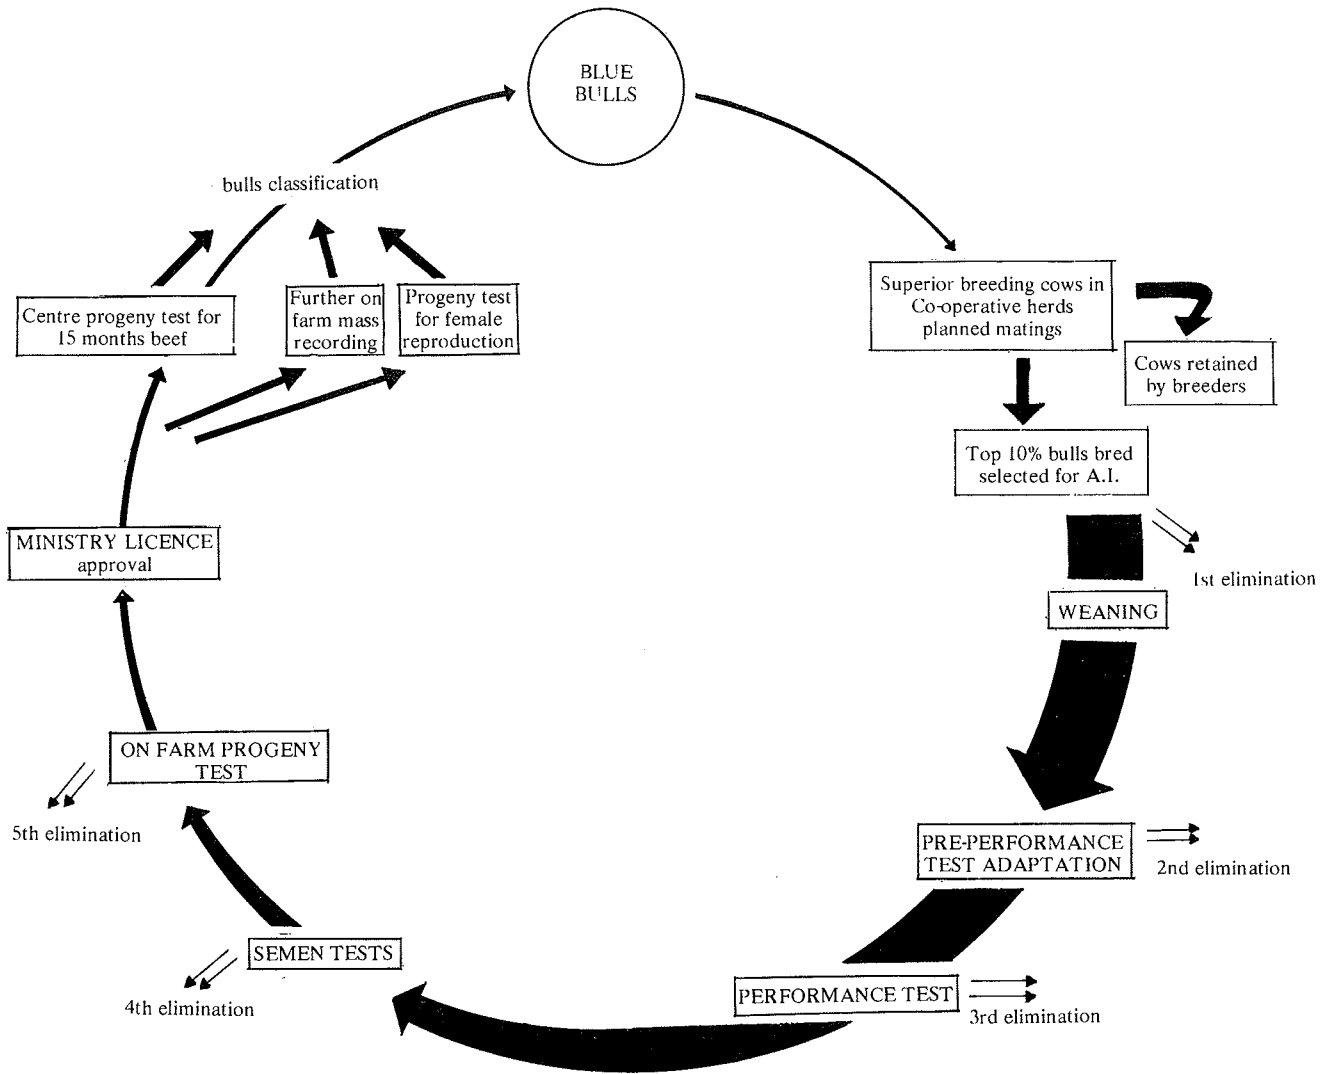 BLUE
BULLS
bulls classification
Superior breeding cows in
Co-operative herds
planned matings
Cows retained
by breeders
Top 10% bulls bred
selected for A.I.
1st elimination
WEANING
PRE-PERFORMANCE
TEST ADAPTATION
2nd elimination
PERFORMANCE TEST
3rd elimination
SEMEN TESTS
4th elimination
ON FARM PROGENY
TEST
5th elimination
MINISTRY LICENCE
approval
Centre progeny test for
15 months beef
Further on
farm mass
recording
Progeny test
for female
reproduction